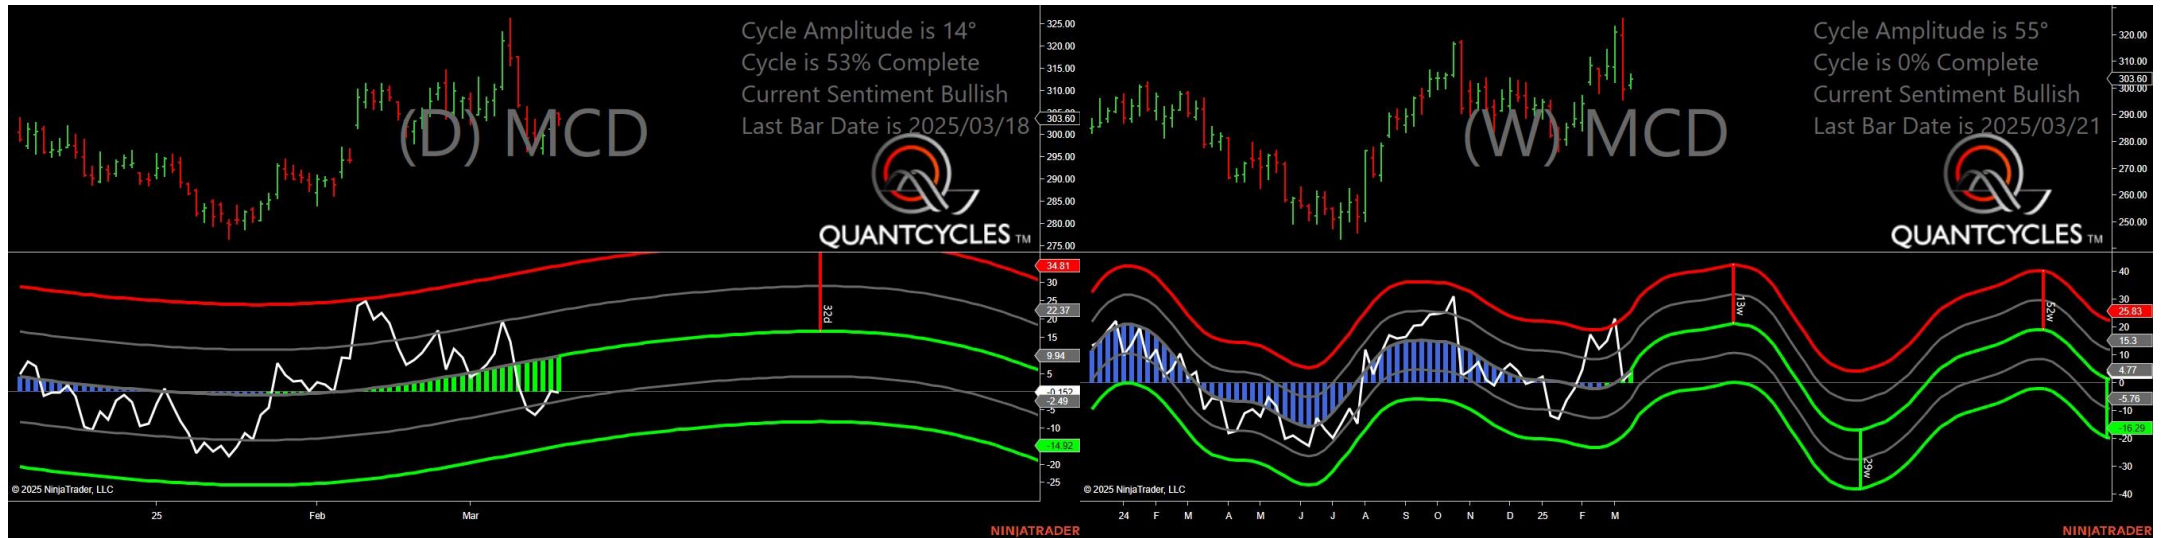 Cycle Amplitude is 14°
Cycle is 53% Complete
Current Sentiment Bullish
Last Bar Date is 2025/03/18
(D) MCD
QUANTCYCLES TM
325.00
320.00
315.00
310.00
305.00
303.60
300.00
295.00
290.00
285.00
280.00
275.00
34.81
30
25
22.37
20
15
9.94
5
-0.152
-2.49
-5
-10
-14.92
-20
-25
32d
© 2025 NinjaTrader, LLC
25
Feb
Mar
NINJATRADER
Cycle Amplitude is 55°
Cycle is 0% Complete
Current Sentiment Bullish
Last Bar Date is 2025/03/21
(W) MCD
QUANTCYCLES TM
320.00
310.00
303.60
300.00
290.00
280.00
270.00
260.00
250.00
40
30
25.83
20
15.3
10
4.77
0
-5.76
-10
-16.29
-20
-30
-40
13w
52w
29w
© 2025 NinjaTrader, LLC
24
F
M
A
M
J
J
A
S
O
N
D
25
F
M
NINJATRADER